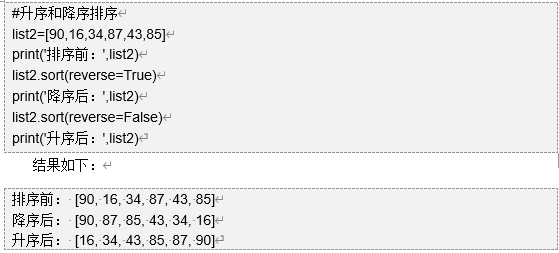 #升序和降序排序
list2=[90,16,34,87,43,85]
print('排序前：',list2)
list2.sort(reverse=True)
print('降序后：',list2)
list2.sort(reverse=False)
print('升序后：',list2)
结果如下：
排序前： [90, 16, 34, 87, 43, 85]
降序后： [90, 87, 85, 43, 34, 16]
升序后： [16, 34, 43, 85, 87, 90]